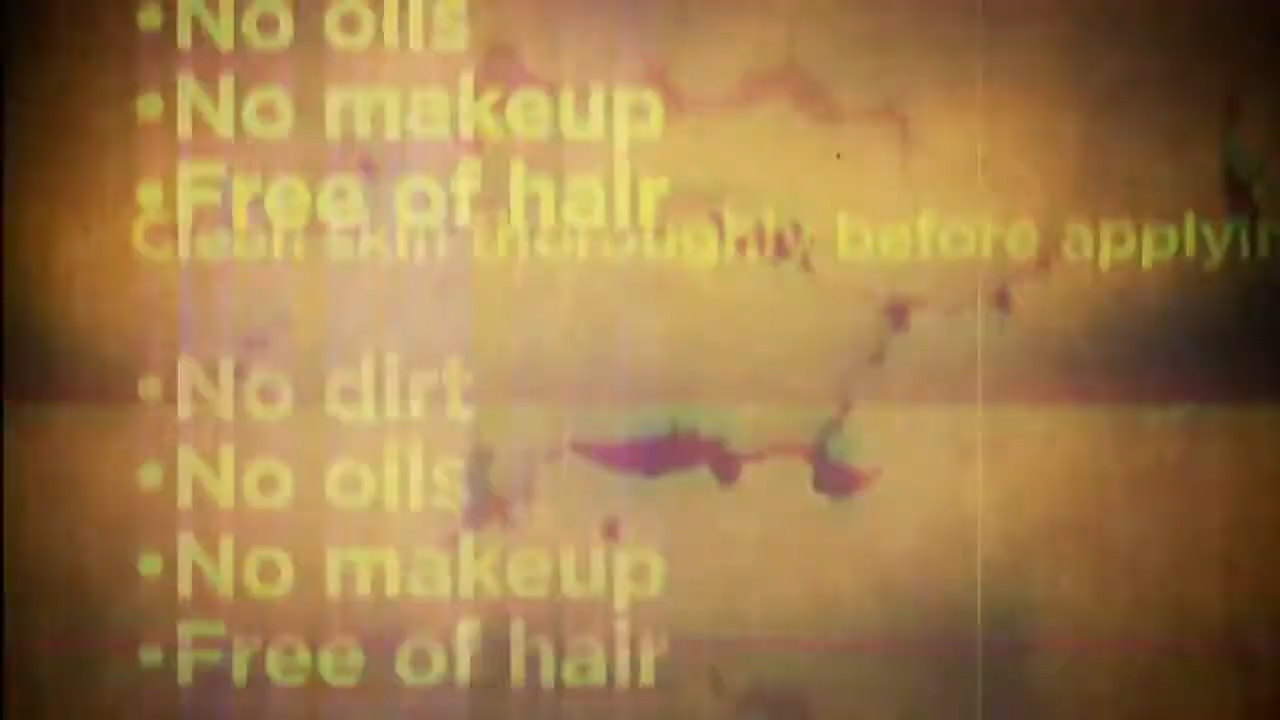 •No oils
•No makeup
•Free of hair
Clean skin thoroughly before applyin
•No dirt
•No oils
•No makeup
•Free of hair